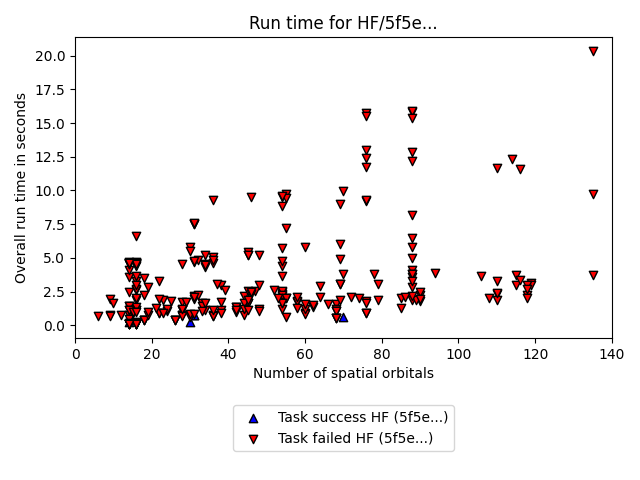 Run time for HF/5f5e...
Overall run time in seconds
20.0
17.5
15.0
12.5
10.0
7.5
5.0
2.5
0.0
0 20 40 60 80 100 120 140
Number of spatial orbitals
Task success HF (5f5e...)
Task failed HF (5f5e...)